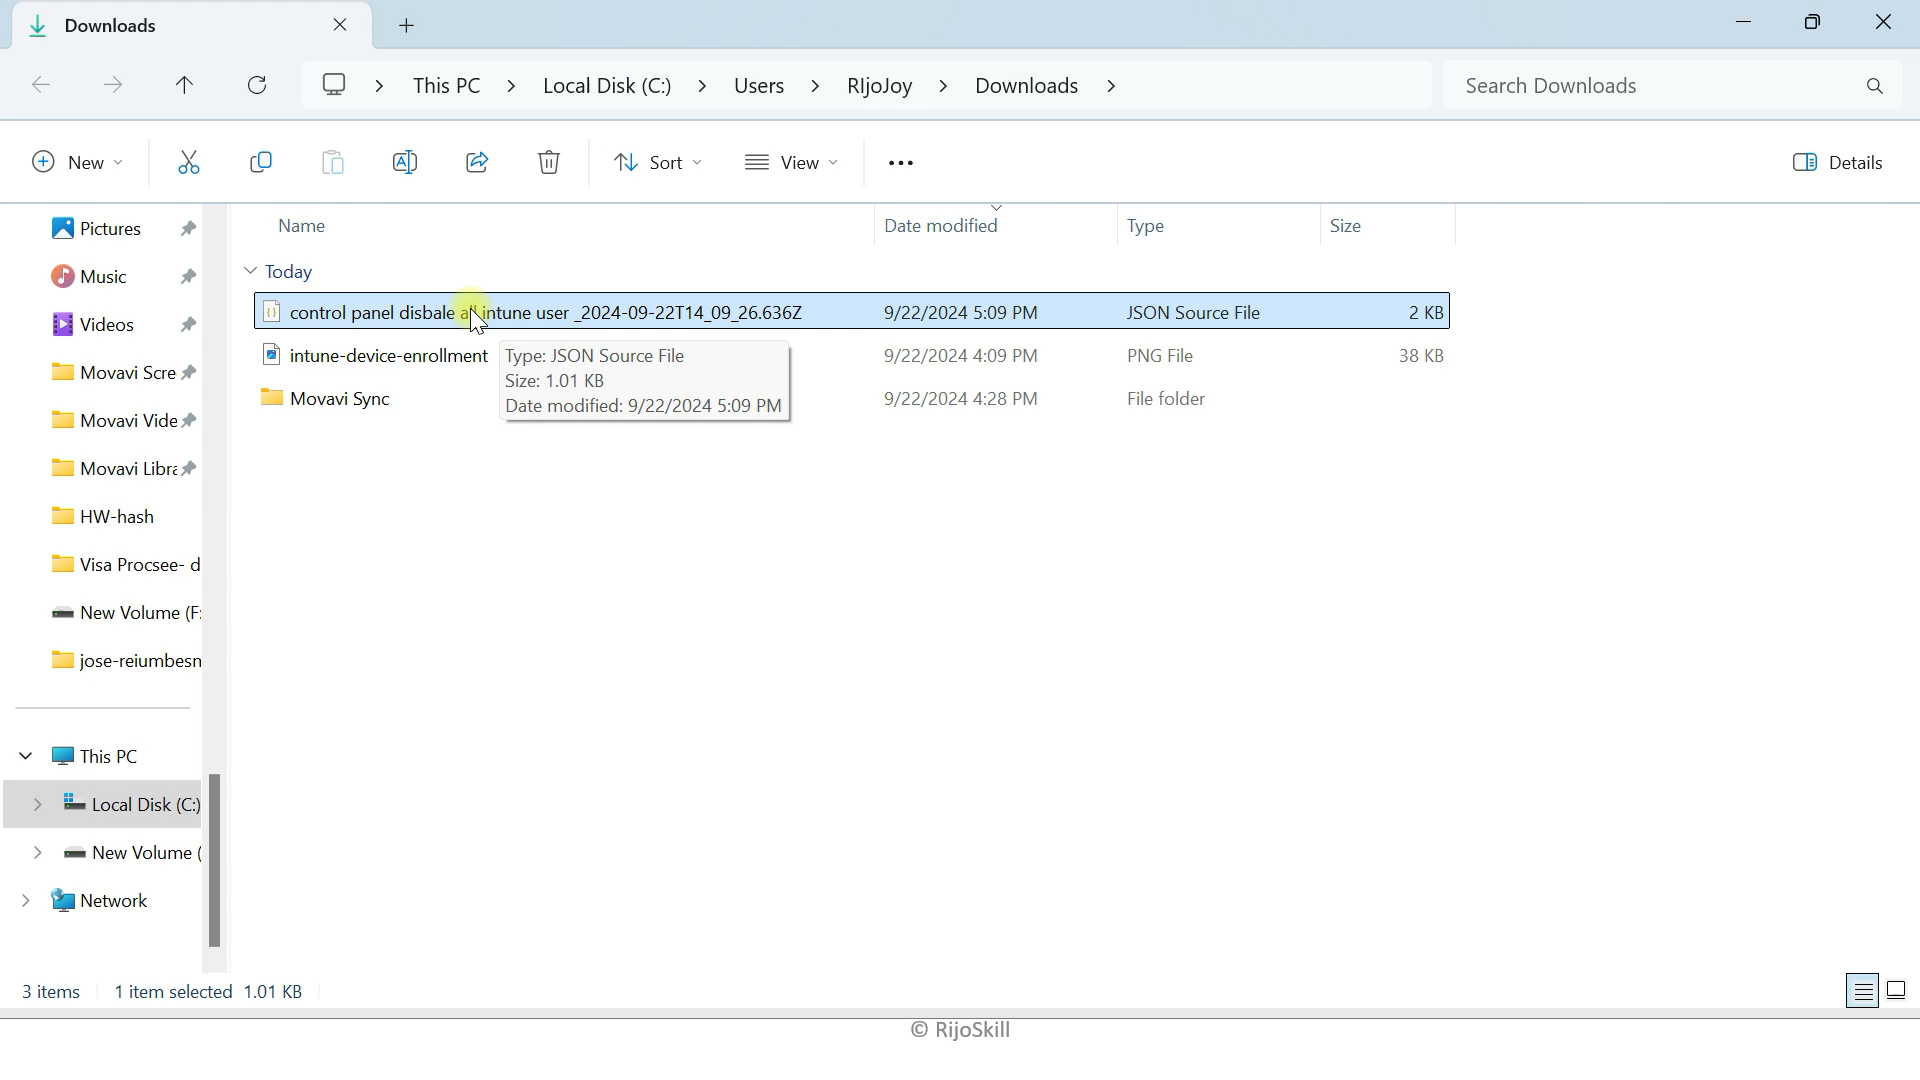 Downloads
This PC > Local Disk (C:) > Users > RIjoJoy > Downloads >
Search Downloads
New
Sort
View
Details
Pictures
Music
Videos
Movavi Scre
Movavi Vide
Movavi Libra
HW-hash
Visa Procsee- d
New Volume (F:
jose-reiumbesn
This PC
Local Disk (C:)
New Volume (
Network
Name Date modified Type Size
Today
control panel disbale all intune user _2024-09-22T14_09_26.636Z 9/22/2024 5:09 PM JSON Source File 2 KB
intune-device-enrollment 9/22/2024 4:09 PM PNG File 38 KB
Movavi Sync 9/22/2024 4:28 PM File folder
Type: JSON Source File
Size: 1.01 KB
Date modified: 9/22/2024 5:09 PM
3 items 1 item selected 1.01 KB
© RijoSkill